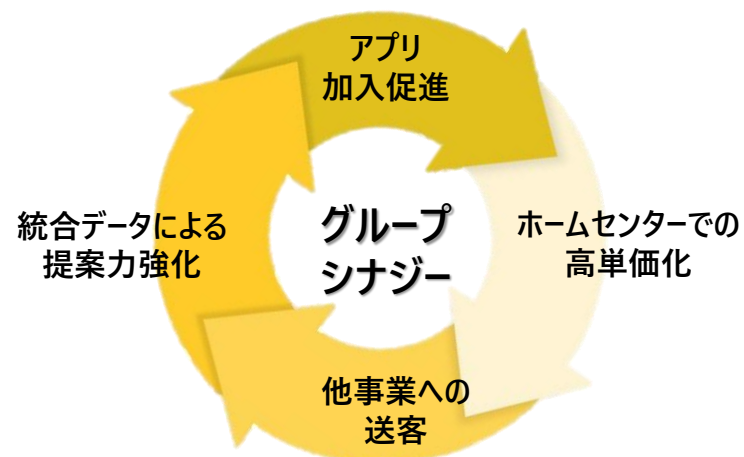 アプリ
加入促進
統合データによる
提案力強化
グループ
シナジー
ホームセンターでの
高単価化
他事業への
送客